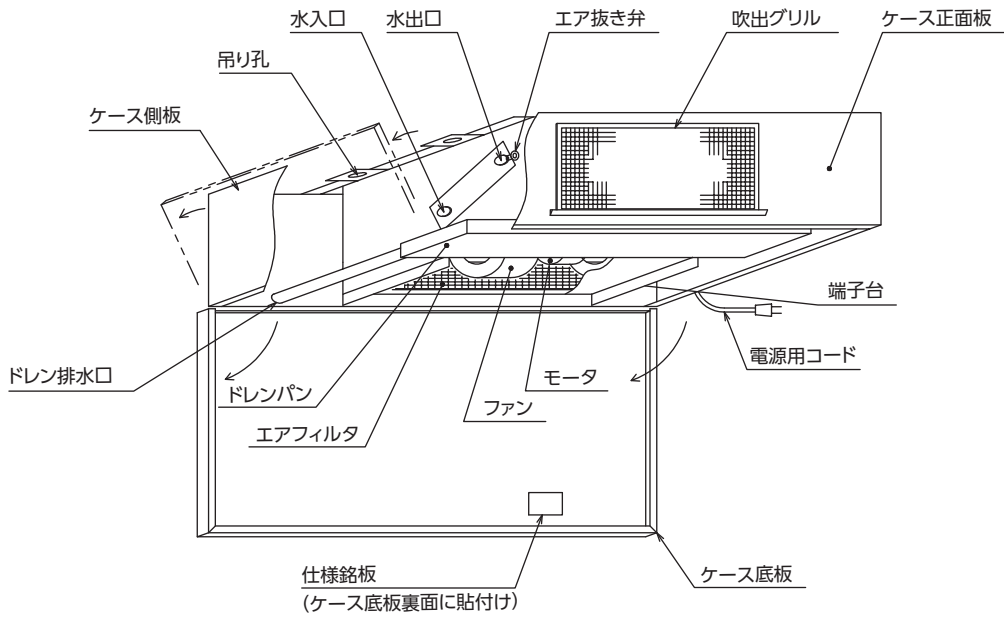 水入口
水出口
エア抜き弁
吹出グリル
ケース正面板
吊り孔
ケース側板
端子台
電源用コード
ドレン排水口
ドレンパン
モータ
ファン
エアフィルタ
仕様銘板
(ケース底板裏面に貼付け)
ケース底板